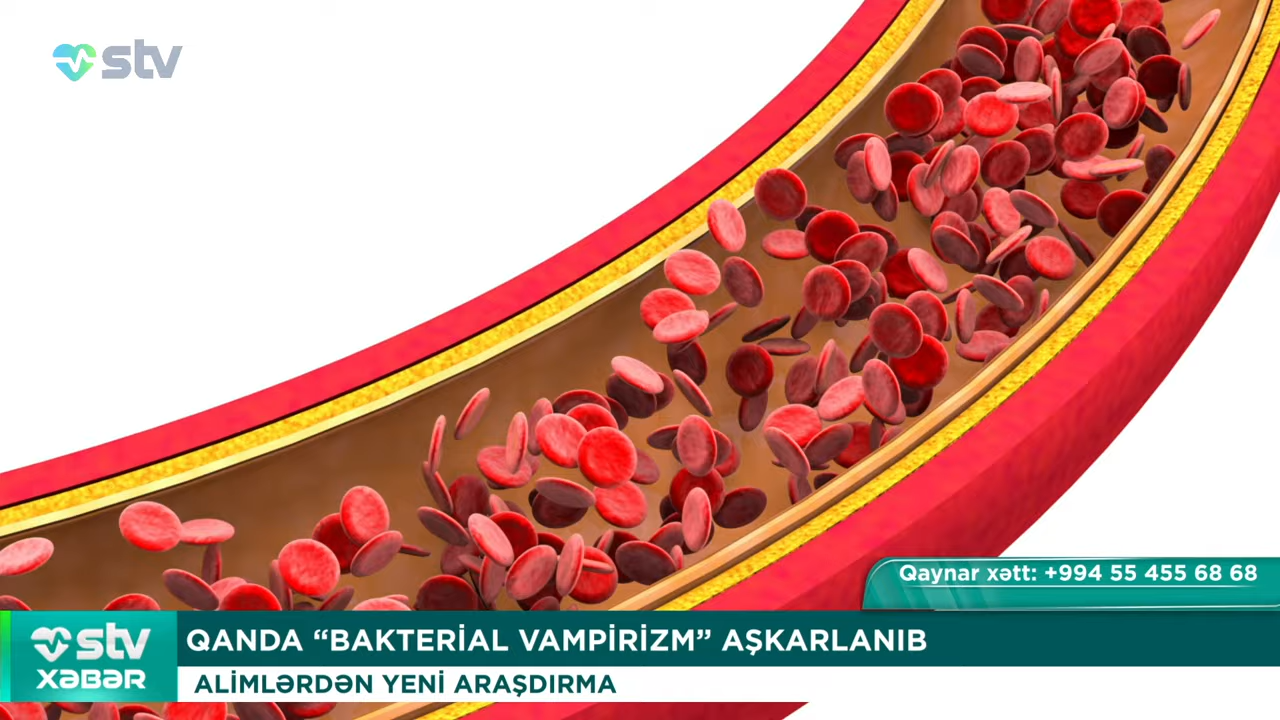 stv
Qaynar xətt: +994 55 455 68 68
stv
XƏBƏR
QANDA “BAKTERİAL VAMPİRİZM” AŞKARLANIB
ALİMLƏRDƏN YENİ ARAŞDIRMA